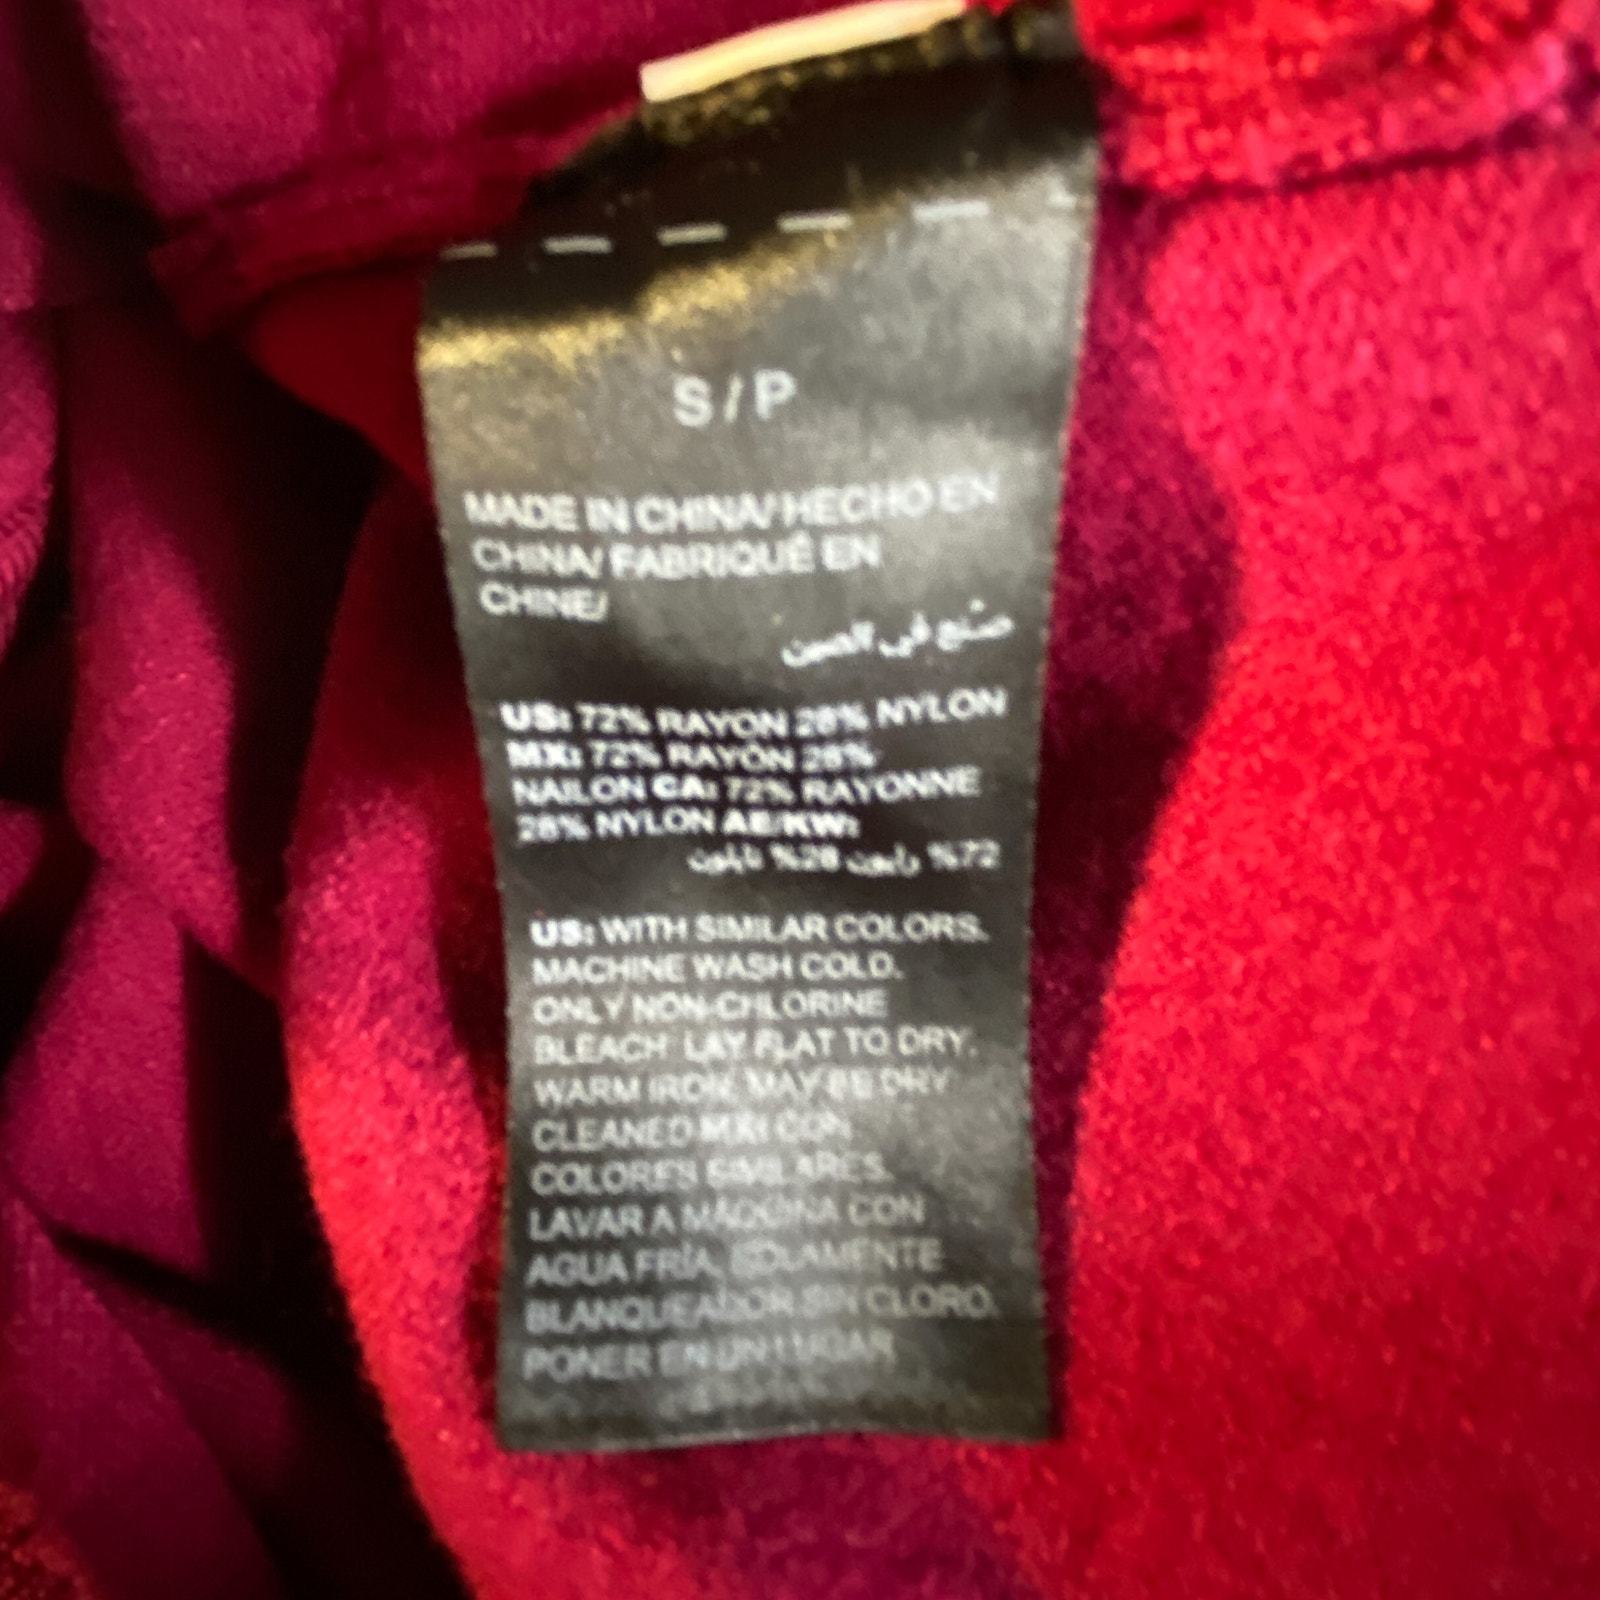 S / P
MADE IN CHINA/ HECHO EN
CHINA/ FABRIQUÉ EN
CHINE/
صنع في الصين
US: 72% RAYON 28% NYLON
MX: 72% RAYÓN 28%
NAILON CA: 72% RAYONNE
28% NYLON AE/KW:
72% رايون 28% نايلون
US: WITH SIMILAR COLORS.
MACHINE WASH COLD.
ONLY NON-CHLORINE
BLEACH LAY FLAT TO DRY.
WARM IRON. MAY BE DRY
CLEANED MX: CON
COLORES SIMILARES.
LAVAR A MÁQUINA CON
AGUA FRÍA. SOLAMENTE
BLANQUEADOR SIN CLORO.
PONER EN UN LUGAR